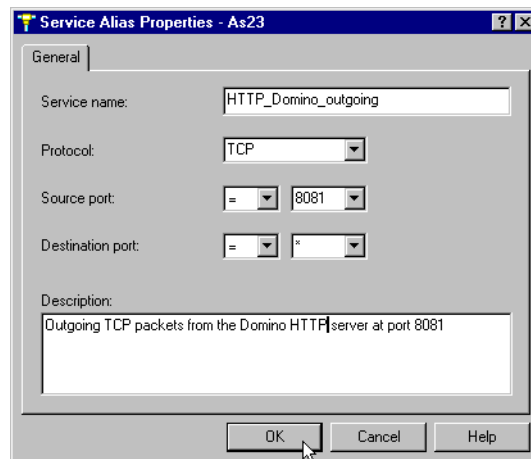 Service Alias Properties - As23
General
Service name: HTTP_Domino_outgoing
Protocol: TCP
Source port: = 8081
Destination port: = *
Description:
Outgoing TCP packets from the Domino HTTP server at port 8081
OK Cancel Help